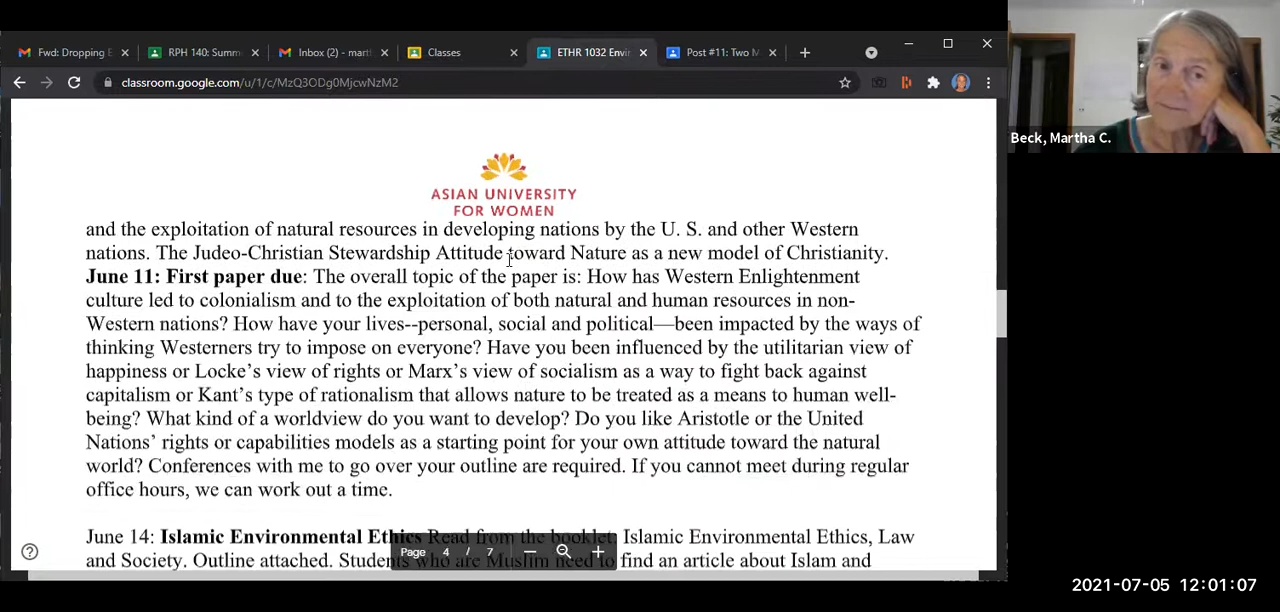 Fwd: Dropping E
RPH 140: Summ
Inbox (2) - mart
Classes
ETHR 1032 Envi
Post #11: Two M
classroom.google.com/u/1/c/MzQ3ODg0MjcwNzM2
Beck, Martha C.
ASIAN UNIVERSITY
FOR WOMEN
and the exploitation of natural resources in developing nations by the U. S. and other Western
nations. The Judeo-Christian Stewardship Attitude toward Nature as a new model of Christianity.
June 11: First paper due: The overall topic of the paper is: How has Western Enlightenment
culture led to colonialism and to the exploitation of both natural and human resources in non-
Western nations? How have your lives--personal, social and political—been impacted by the ways of
thinking Westerners try to impose on everyone? Have you been influenced by the utilitarian view of
happiness or Locke's view of rights or Marx's view of socialism as a way to fight back against
capitalism or Kant's type of rationalism that allows nature to be treated as a means to human well-
being? What kind of a worldview do you want to develop? Do you like Aristotle or the United
Nations' rights or capabilities models as a starting point for your own attitude toward the natural
world? Conferences with me to go over your outline are required. If you cannot meet during regular
office hours, we can work out a time.
June 14: Islamic Environmental Ethics Read from the booklet: Islamic Environmental Ethics, Law
and Society. Outline attached. Students who are Muslim need to find an article about Islam and
Page 4 / 7
2021-07-05 12:01:07